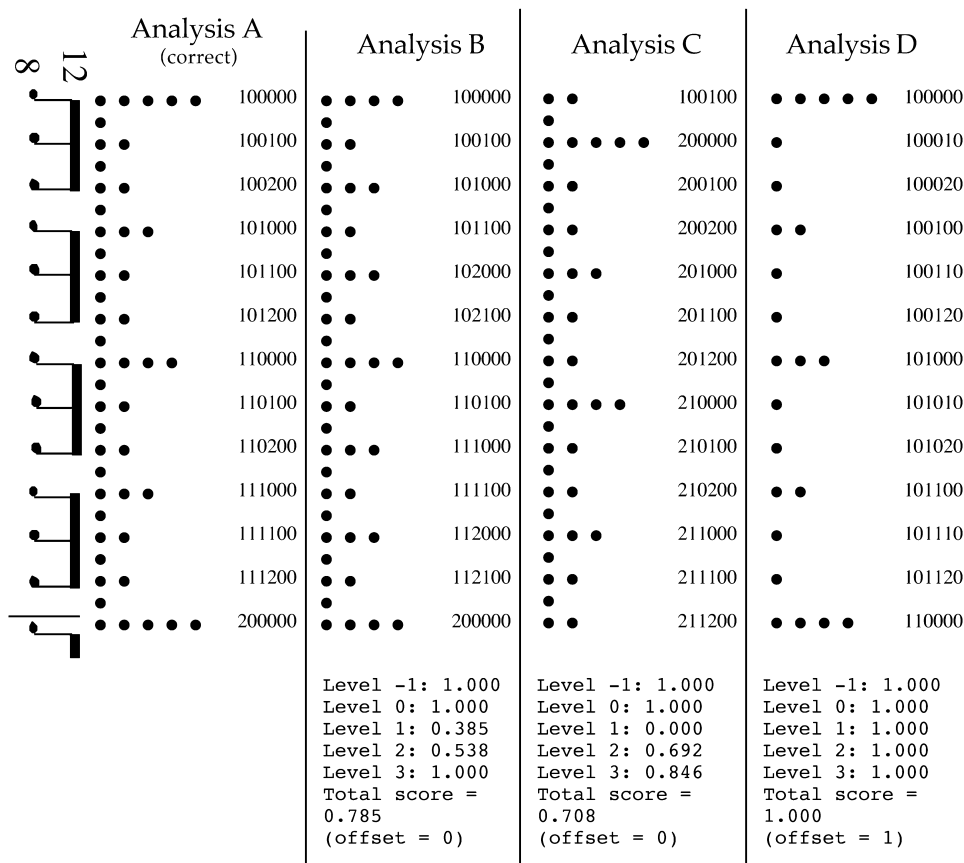 12
8
Analysis A
(correct)
100000
100100
100200
101000
101100
101200
110000
110100
110200
111000
111100
111200
200000
Analysis B
100000
100100
101000
101100
102000
102100
110000
110100
111000
111100
112000
112100
200000
Level -1: 1.000
Level 0: 1.000
Level 1: 0.385
Level 2: 0.538
Level 3: 1.000
Total score =
0.785
(offset = 0)
Analysis C
100100
200000
200100
200200
201000
201100
201200
210000
210100
210200
211000
211100
211200
Level -1: 1.000
Level 0: 1.000
Level 1: 0.000
Level 2: 0.692
Level 3: 0.846
Total score =
0.708
(offset = 0)
Analysis D
100000
100010
100020
100100
100110
100120
101000
101010
101020
101100
101110
101120
110000
Level -1: 1.000
Level 0: 1.000
Level 1: 1.000
Level 2: 1.000
Level 3: 1.000
Total score =
1.000
(offset = 1)